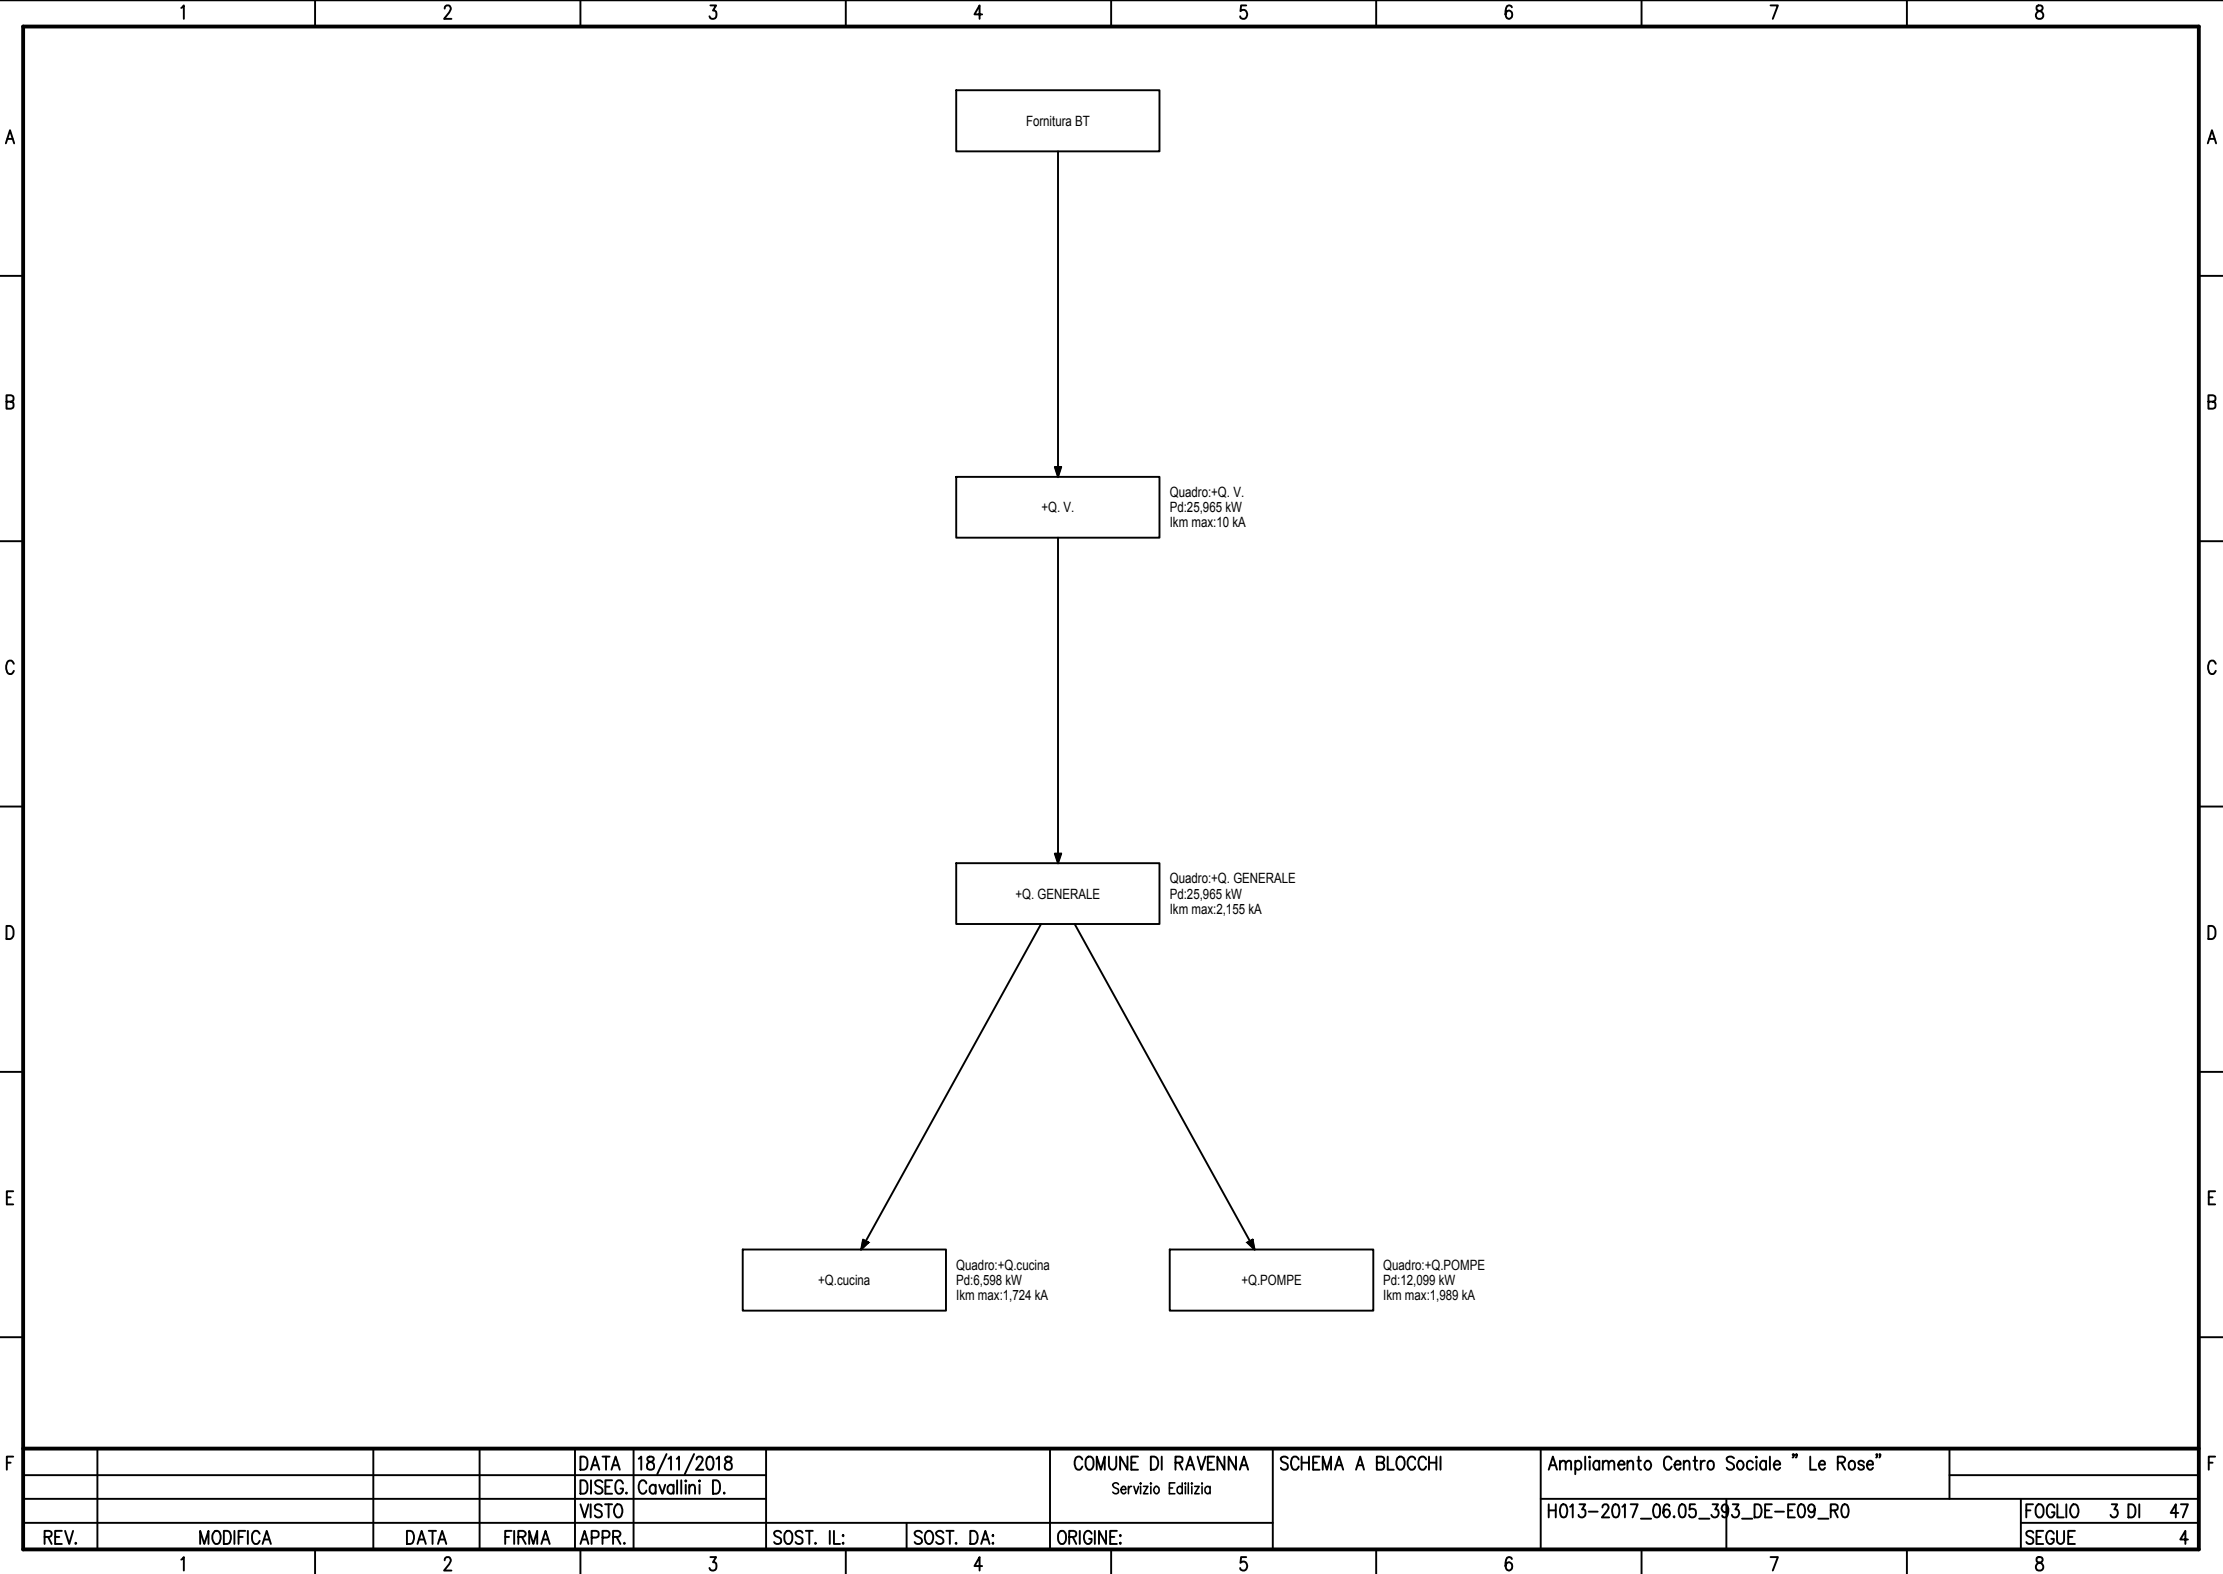 1 2 3 4 5 6 7 8
A A
Fornitura BT
B B
+Q. V.
Quadro:+Q. V.
Pd:25,965 kW
Ikm max:10 kA
C C
+Q. GENERALE
Quadro:+Q. GENERALE
Pd:25,965 kW
Ikm max:2,155 kA
D D
E E
+Q.cucina
Quadro:+Q.cucina
Pd:6,598 kW
Ikm max:1,724 kA
+Q.POMPE
Quadro:+Q.POMPE
Pd:12,099 kW
Ikm max:1,989 kA
F F
DATA 18/11/2018
DISEG. Cavallini D.
VISTO
REV. MODIFICA DATA FIRMA APPR.
SOST. IL: SOST. DA: ORIGINE:
COMUNE DI RAVENNA
Servizio Edilizia
SCHEMA A BLOCCHI
Ampliamento Centro Sociale " Le Rose"
H013-2017_06.05_393_DE-E09_R0
FOGLIO 3 DI 47
SEGUE 4
1 2 3 4 5 6 7 8